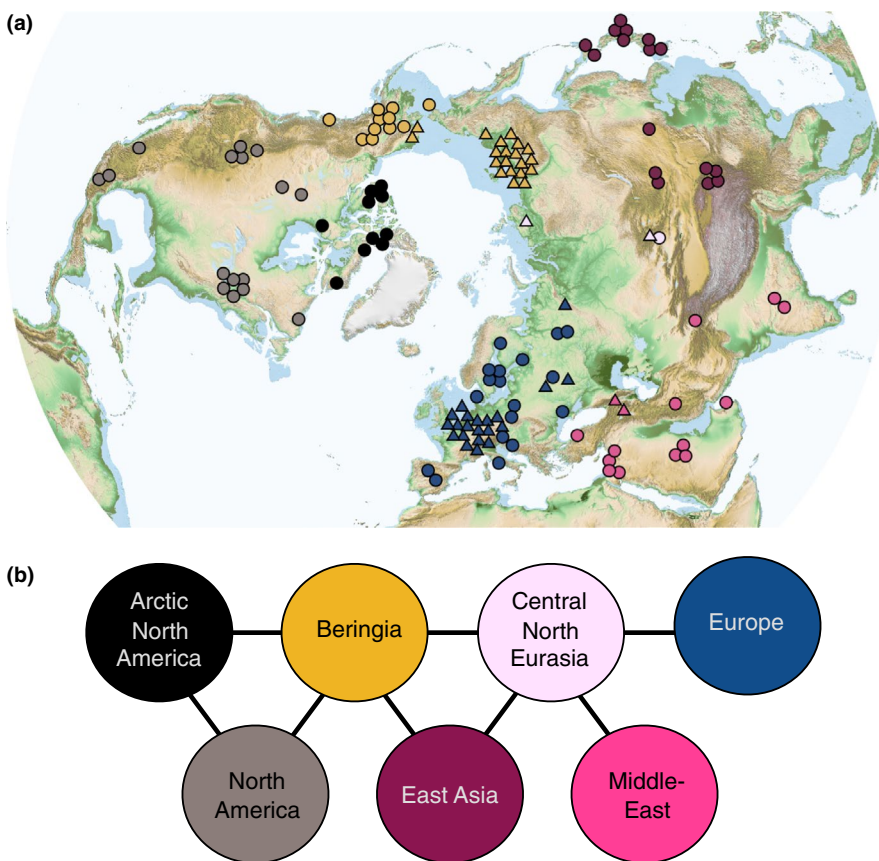 (a)
(b)
Arctic
North
America
Beringia
Central
North
Eurasia
Europe
North
America
East Asia
Middle-
East